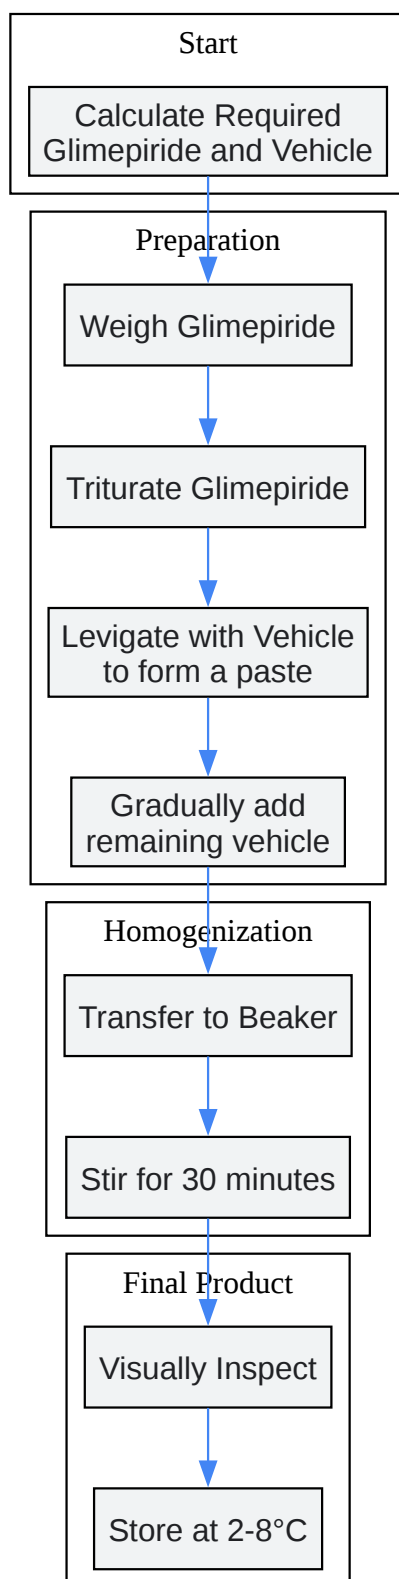 Start
Calculate Required
Glimepiride and Vehicle
Preparation
Weigh Glimepiride
Triturate Glimepiride
Levigate with Vehicle
to form a paste
Gradually add
remaining vehicle
Homogenization
Transfer to Beaker
Stir for 30 minutes
Final Product
Visually Inspect
Store at 2-8°C